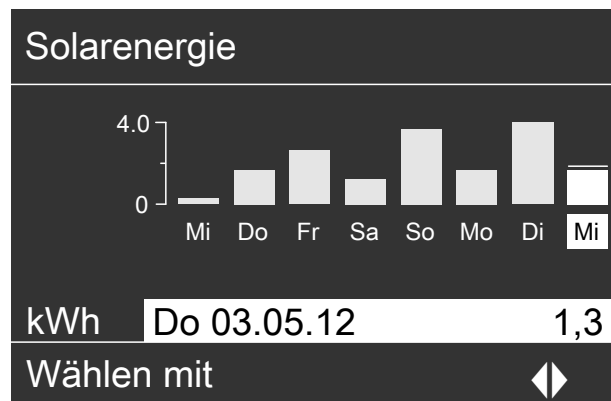 Solarenergie
4.0
0
Mi Do Fr Sa So Mo Di Mi
kWh Do 03.05.12 1,3
Wählen mit